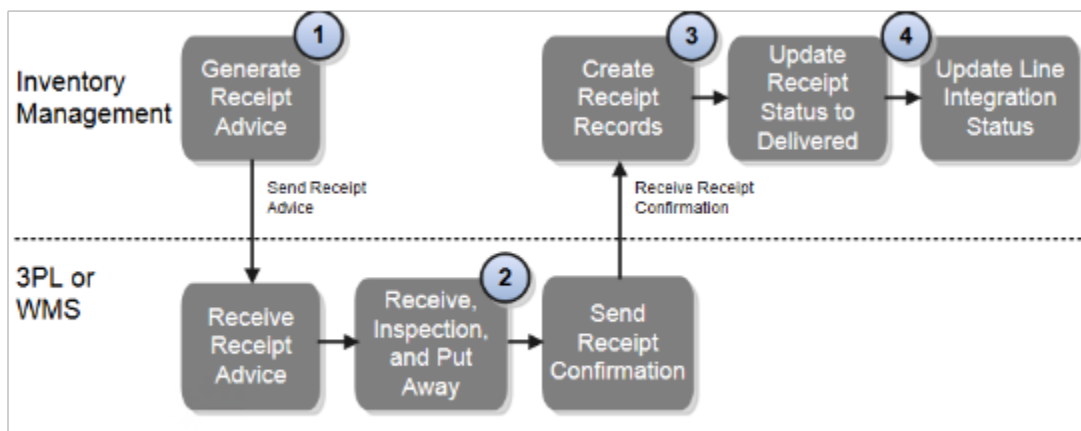 Inventory
Management
1
Generate
Receipt
Advice
3
Create
Receipt
Records
Update
Receipt
Status to
Delivered
4
Update Line
Integration
Status
Send Receipt
Advice
Receive Receipt
Confirmation
3PL or
WMS
Receive
Receipt
Advice
2
Receive,
Inspection,
and Put
Away
Send
Receipt
Confirmation